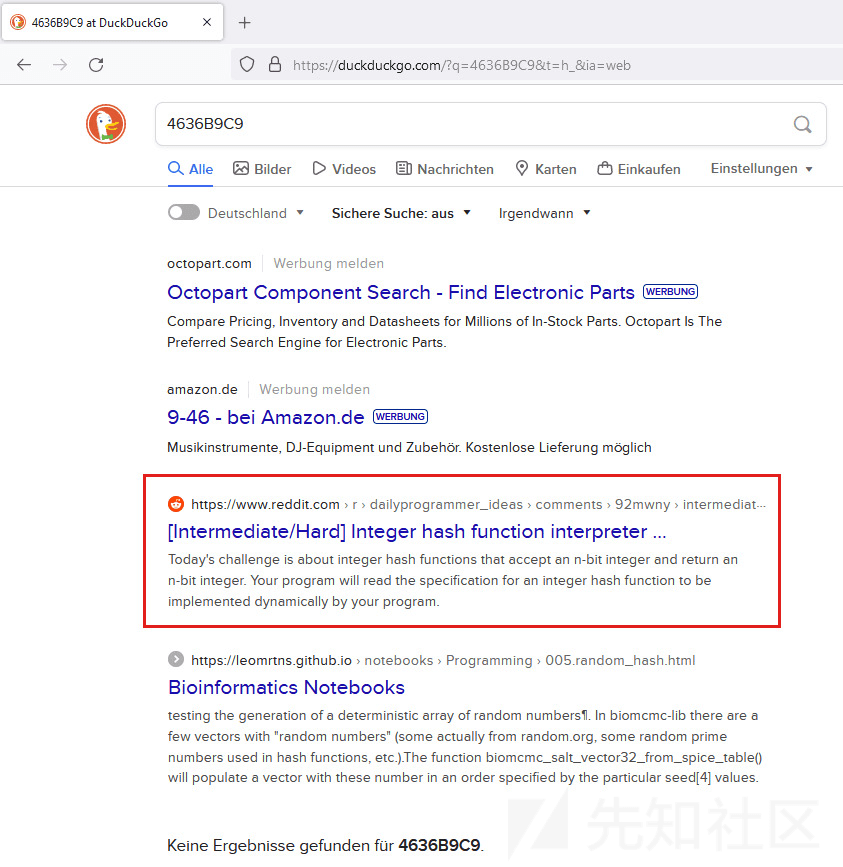 4636B9C9 at DuckDuckGo
https://duckduckgo.com/?q=4636B9C9&t=h_&ia=web
4636B9C9
Alle Bilder Videos Nachrichten Karten Einkaufen Einstellungen
Deutschland Sichere Suche: aus Irgendwann
octopart.com Werbung melden
Octopart Component Search - Find Electronic Parts WERBUNG
Compare Pricing, Inventory and Datasheets for Millions of In-Stock Parts. Octopart Is The
Preferred Search Engine for Electronic Parts.
amazon.de Werbung melden
9-46 - bei Amazon.de WERBUNG
Musikinstrumente, DJ-Equipment und Zubehör. Kostenlose Lieferung möglich
https://www.reddit.com › r › dailyprogrammer_ideas › comments › 92mwny › intermediat...
[Intermediate/Hard] Integer hash function interpreter ...
Today's challenge is about integer hash functions that accept an n-bit integer and return an
n-bit integer. Your program will read the specification for an integer hash function to be
implemented dynamically by your program.
https://leomrtns.github.io › notebooks › Programming › 005.random_hash.html
Bioinformatics Notebooks
testing the generation of a deterministic array of random numbers¶. In biomcmc-lib there are a
few vectors with "random numbers" (some actually from random.org, some random prime
numbers used in hash functions, etc.).The function biomcmc_salt_vector32_from_spice_table()
will populate a vector with these number in an order specified by the particular seed[4] values.
Keine Ergebnisse gefunden für 4636B9C9.
先知社区